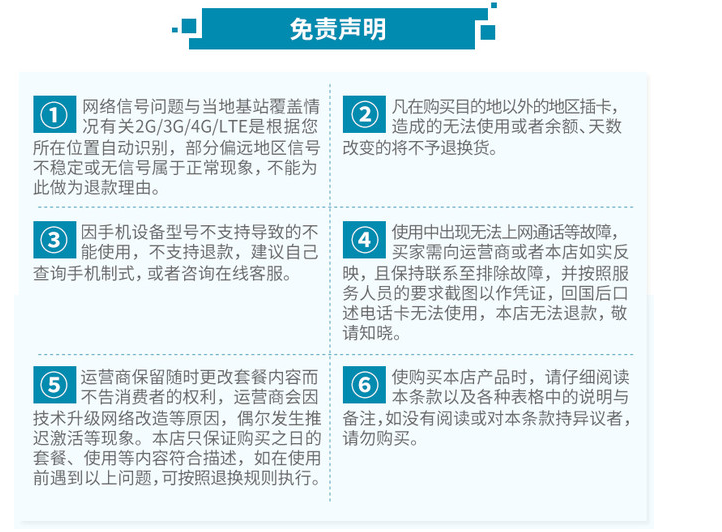 免责声明
① 网络信号问题与当地基站覆盖情
况有关2G/3G/4G/LTE是根据您
所在位置自动识别，部分偏远地区信号
不稳定或无信号属于正常现象，不能为
此做为退款理由。
② 凡在购买目的地以外的地区插卡，
造成的无法使用或者余额、天数
改变的将不予退换货。
③ 因手机设备型号不支持导致的不
能使用，不支持退款，建议自己
查询手机制式，或者咨询在线客服。
④ 使用中出现无法上网通话等故障，
买家需向运营商或者本店如实反
映，且保持联系至排除故障，并按照服
务人员的要求截图以作凭证，回国后口
述电话卡无法使用，本店无法退款，敬
请知晓。
⑤ 运营商保留随时更改套餐内容而
不告消费者的权利，运营商会因
技术升级网络改造等原因，偶尔发生推
迟激活等现象。本店只保证购买之日的
套餐、使用等内容符合描述，如在使用
前遇到以上问题，可按照退换规则执行。
⑥ 使购买本店产品时，请仔细阅读
本条款以及各种表格中的说明与
备注，如没有阅读或对本条款持异议者，
请勿购买。